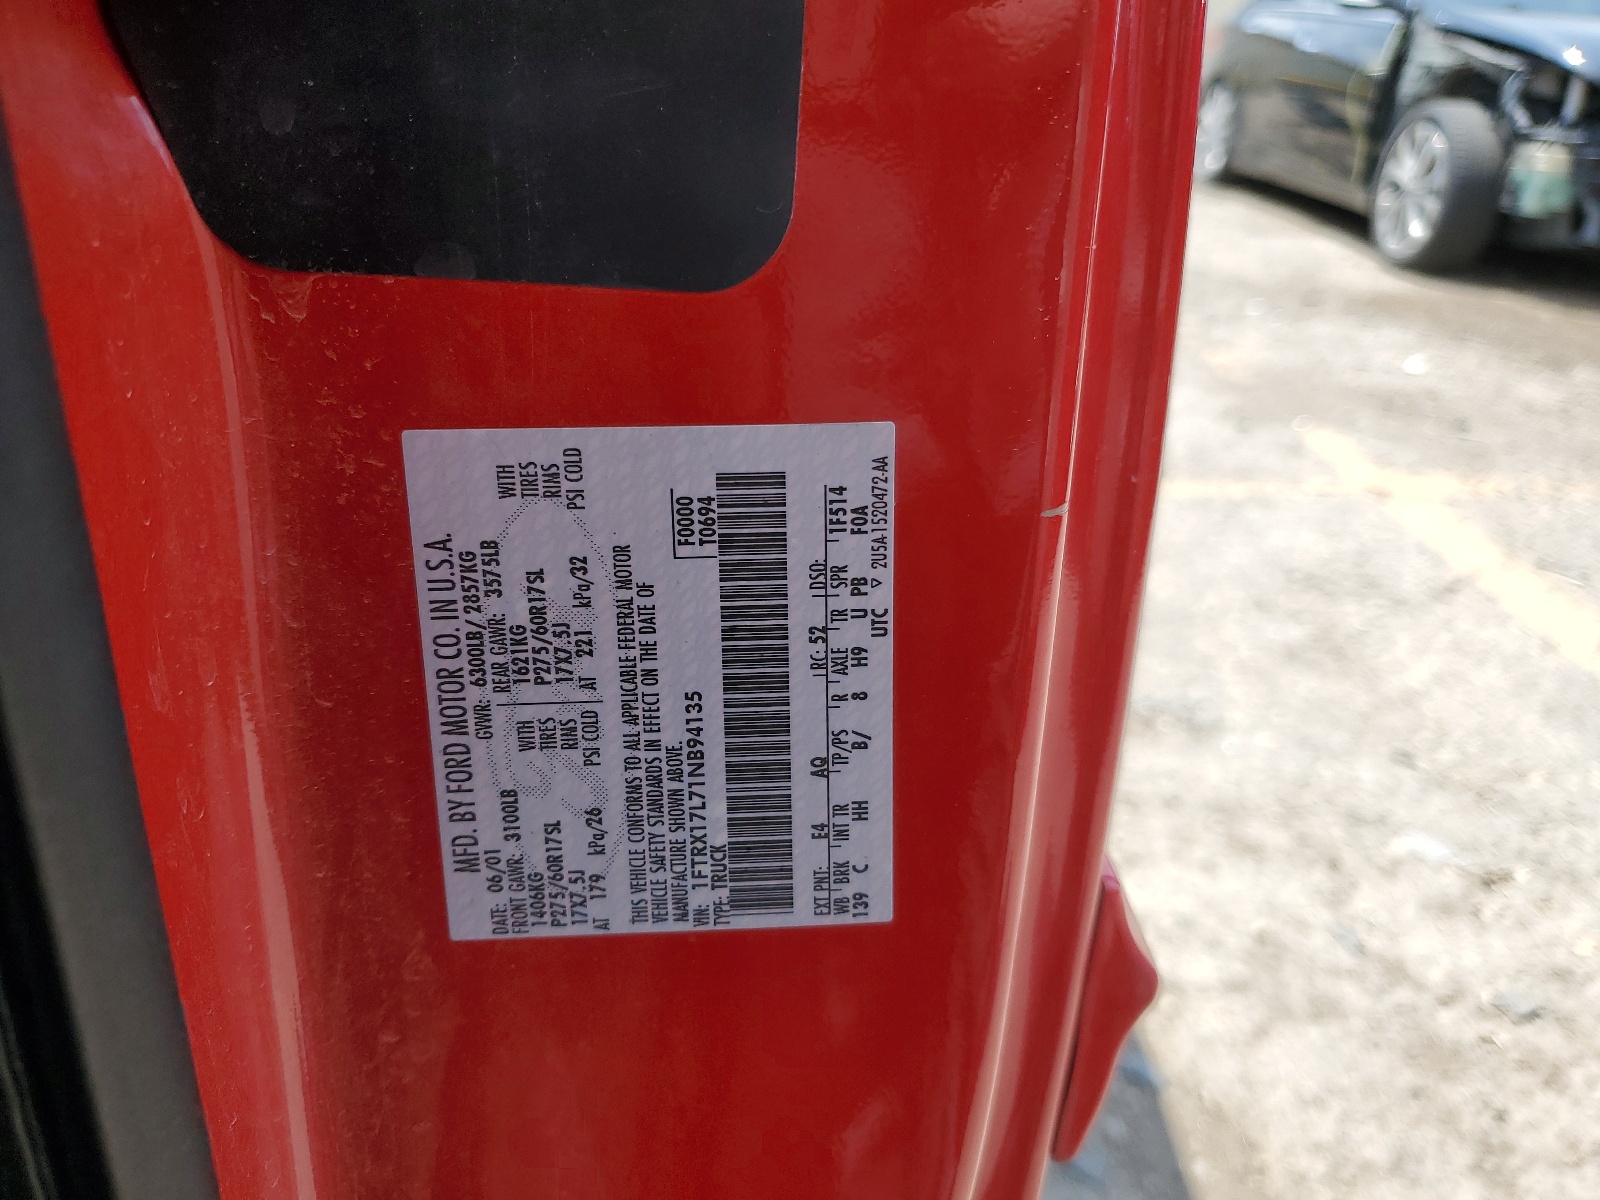 MFD. BY FORD MOTOR CO. IN U.S.A.
DATE: 06/01 GVWR: 6300LB/ 2857KG
FRONT GAWR: 3100LB REAR GAWR: 3575LB
1406KG WITH 1621KG WITH
P275/60R17SL TIRES P275/60R17SL TIRES
17X7.5J RIMS 17X7.5J RIMS
AT 179 kPa/26 PSI COLD AT 221 kPa/32 PSI COLD
THIS VEHICLE CONFORMS TO ALL APPLICABLE FEDERAL MOTOR
VEHICLE SAFETY STANDARDS IN EFFECT ON THE DATE OF
MANUFACTURE SHOWN ABOVE.
VIN: 1FTRX17L71NB94135 F0000
TYPE: TRUCK T0694
EXT PNT: E4 AQ RC: 52 DSO:
WB BRK INT TR TP/PS R AXLE TR SPR 1F514
139 C HH B/ 8 H9 U PB F0A
UTC ▽ 2U5A-1520472-AA